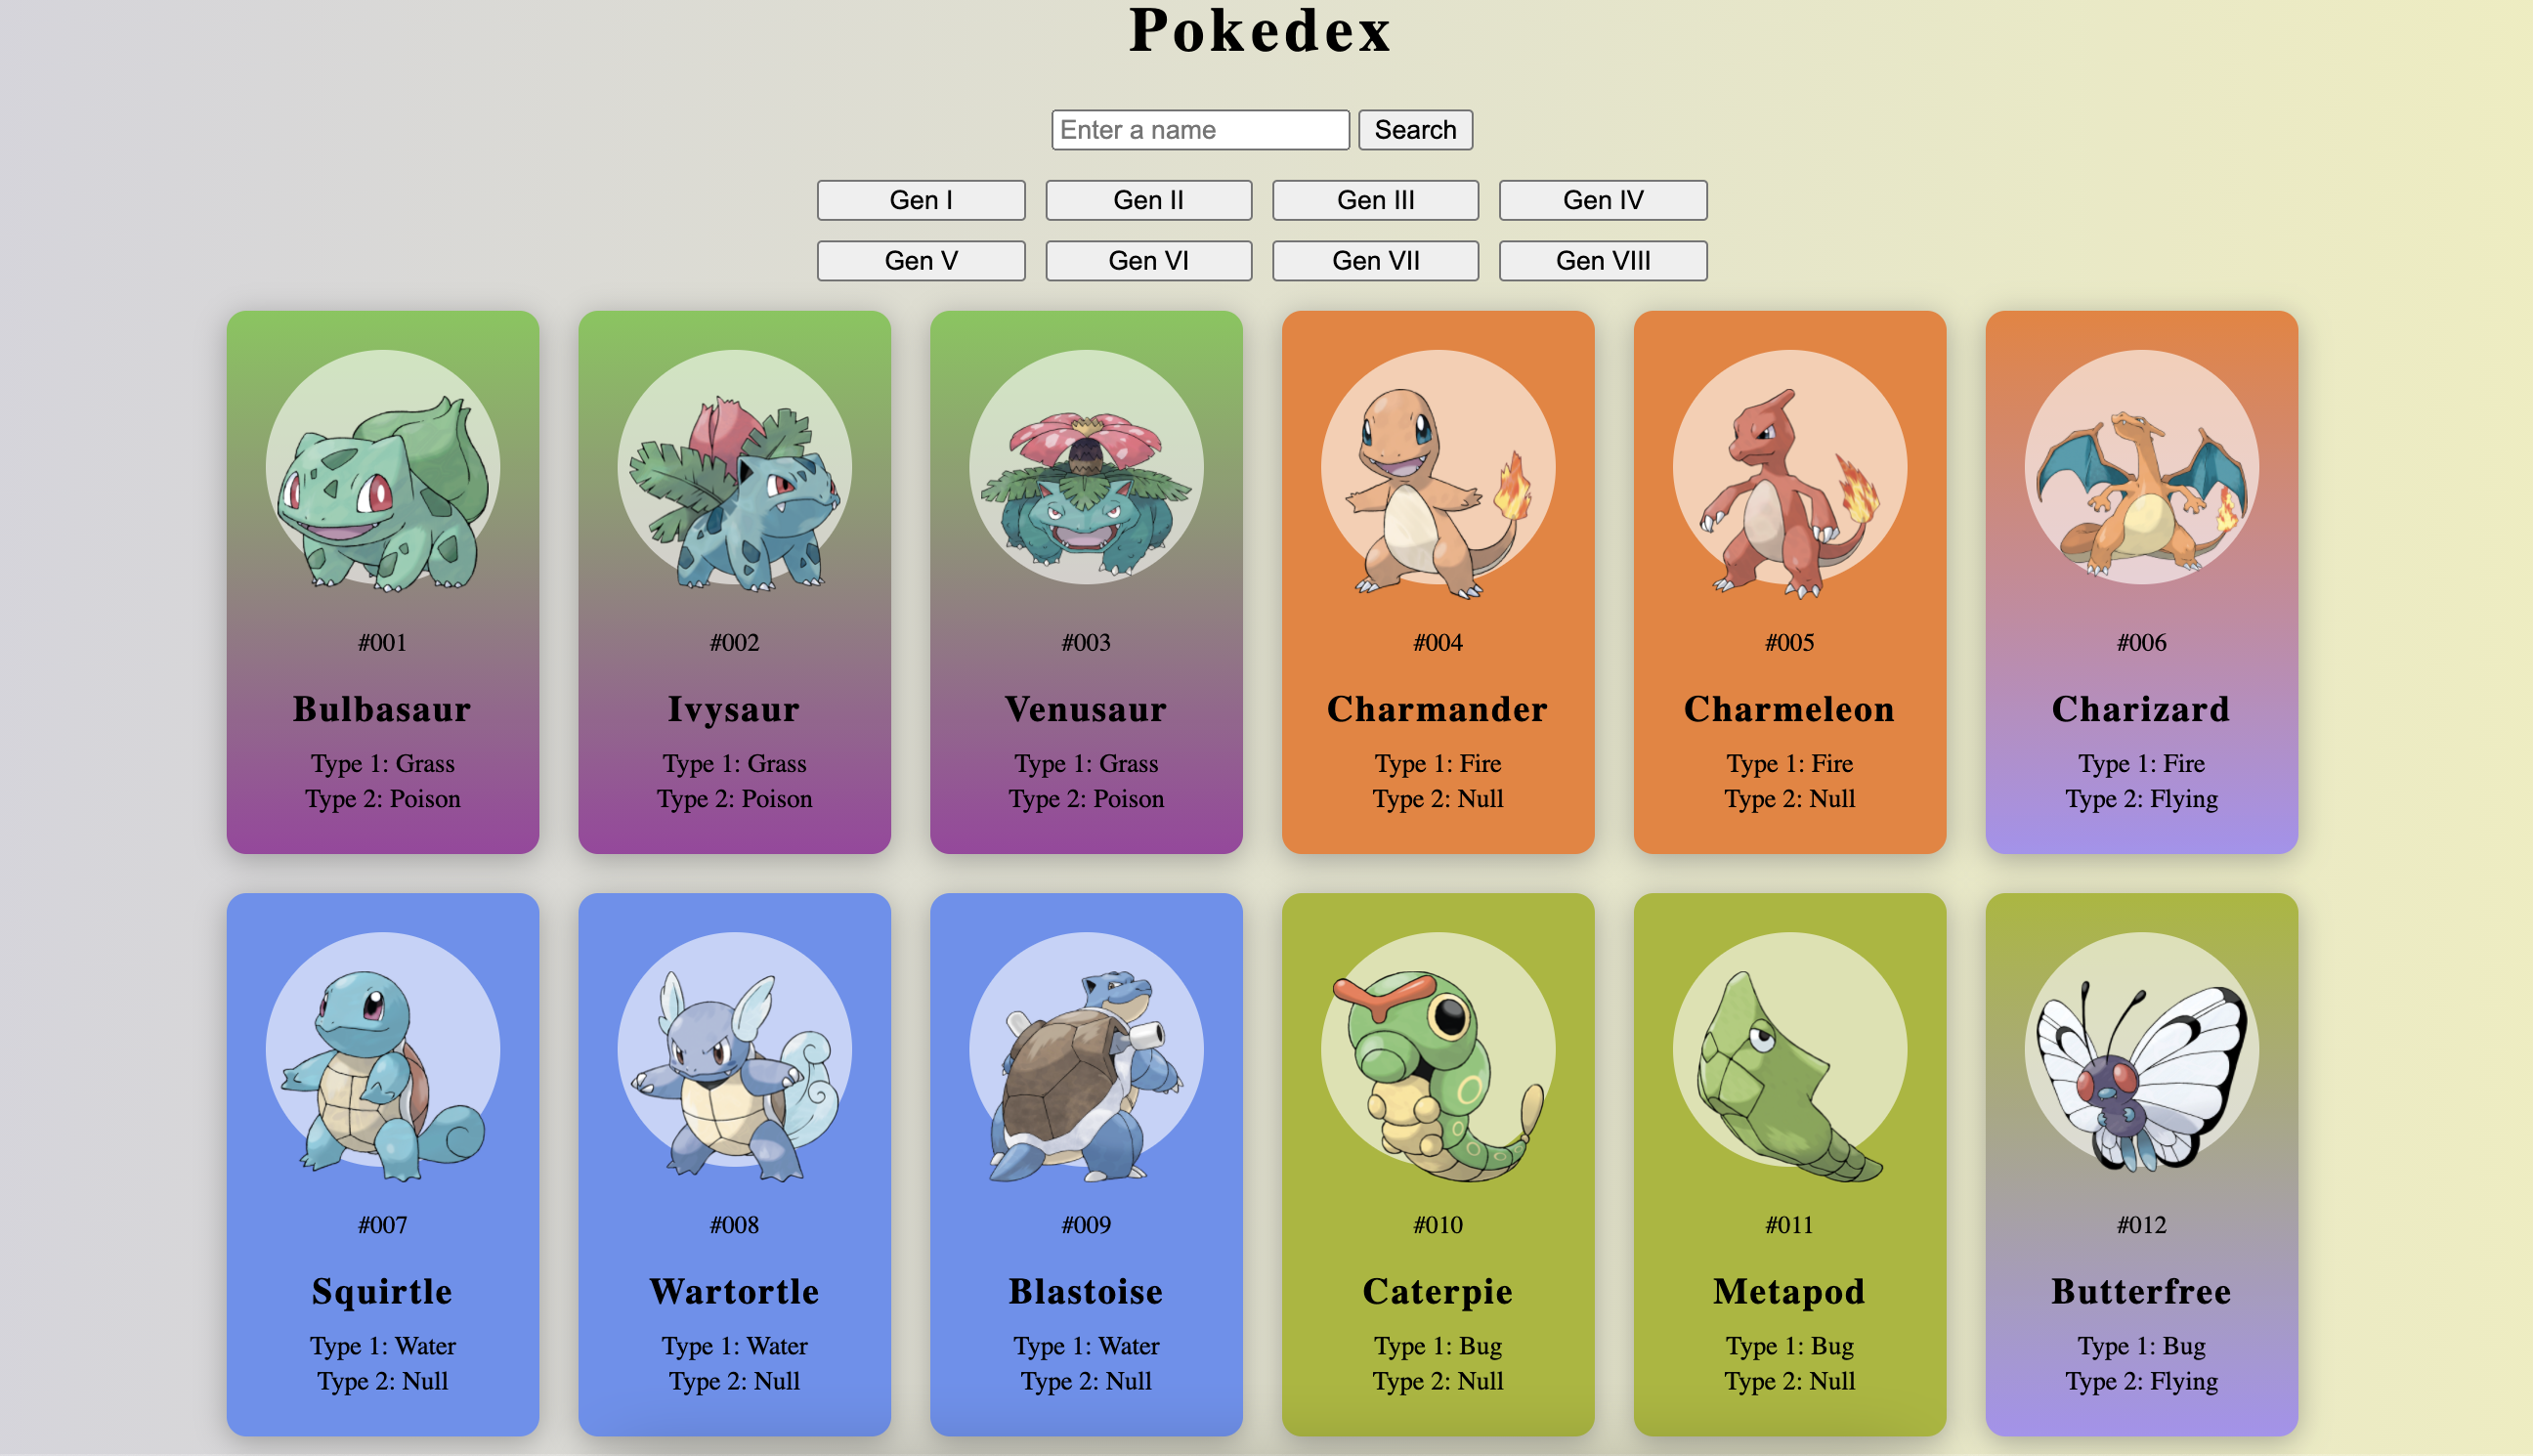 Pokedex
Enter a name Search
Gen I Gen II Gen III Gen IV
Gen V Gen VI Gen VII Gen VIII
#001 #002 #003 #004 #005 #006
Bulbasaur Ivysaur Venusaur Charmander Charmeleon Charizard
Type 1: Grass Type 1: Grass Type 1: Grass Type 1: Fire Type 1: Fire Type 1: Fire
Type 2: Poison Type 2: Poison Type 2: Poison Type 2: Null Type 2: Null Type 2: Flying
#007 #008 #009 #010 #011 #012
Squirtle Wartortle Blastoise Caterpie Metapod Butterfree
Type 1: Water Type 1: Water Type 1: Water Type 1: Bug Type 1: Bug Type 1: Bug
Type 2: Null Type 2: Null Type 2: Null Type 2: Null Type 2: Null Type 2: Flying